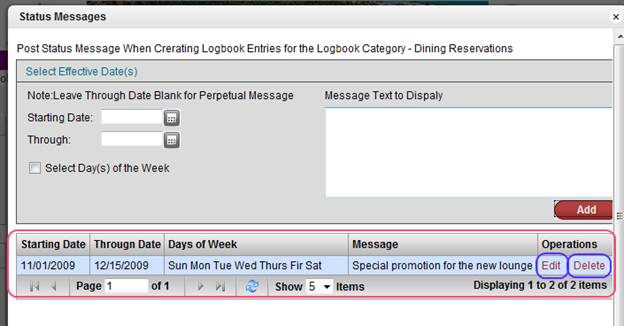 Status Messages
Post Status Message When Crerating Logbook Entries for the Logbook Category - Dining Reservations
Select Effective Date(s)
Note:Leave Through Date Blank for Perpetual Message Message Text to Dispaly
Starting Date:
Through:
Select Day(s) of the Week
Add
Starting Date Througn Date Days of Week Message Operations
11/01/2009 12/15/2009 Sun Mon Tue Wed Thurs Fir Sat Special promotion for the new lounge Edit Delete
Page 1 of 1 Show 5 Items Displaying 1 to 2 of 2 items